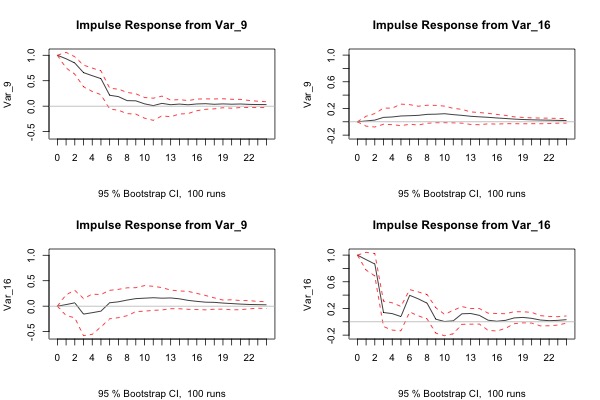 Impulse Response from Var_9
Var_9
1.0
0.5
0.0
-0.5
0 2 4 6 8 10 13 16 19 22
95 % Bootstrap CI, 100 runs
Impulse Response from Var_16
Var_9
1.0
0.6
0.2
-0.2
0 2 4 6 8 10 13 16 19 22
95 % Bootstrap CI, 100 runs
Impulse Response from Var_9
Var_16
1.0
0.5
0.0
-0.5
0 2 4 6 8 10 13 16 19 22
95 % Bootstrap CI, 100 runs
Impulse Response from Var_16
Var_16
1.0
0.6
0.2
-0.2
0 2 4 6 8 10 13 16 19 22
95 % Bootstrap CI, 100 runs